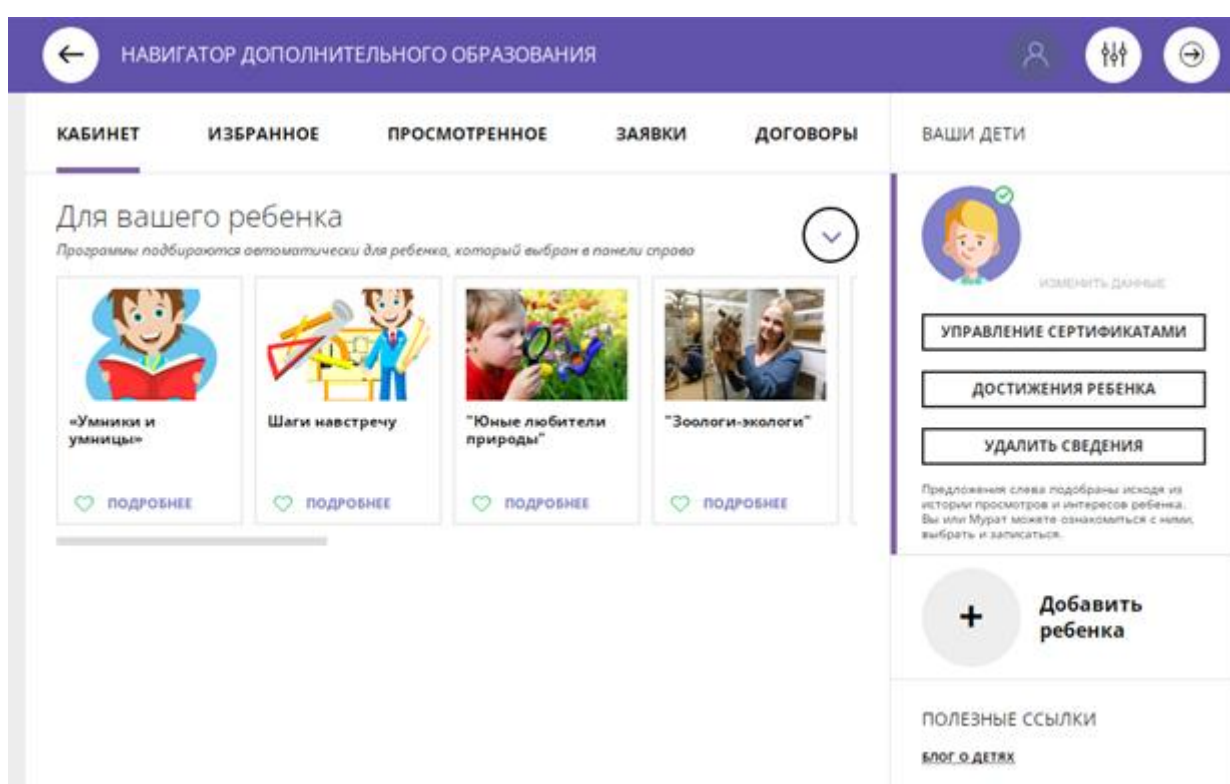 НАВИГАТОР ДОПОЛНИТЕЛЬНОГО ОБРАЗОВАНИЯ
КАБИНЕТ ИЗБРАННОЕ ПРОСМОТРЕННОЕ ЗАЯВКИ ДОГОВОРЫ
Для вашего ребенка
Программы подбираются автоматически для ребенка, который выбран в панели справа
«Умники и
умницы»
ПОДРОБНЕЕ
Шаги навстречу
ПОДРОБНЕЕ
"Юные любители
природы"
ПОДРОБНЕЕ
"Зоологи-экологи"
ПОДРОБНЕЕ
ВАШИ ДЕТИ
ИЗМЕНИТЬ ДАННЫЕ
УПРАВЛЕНИЕ СЕРТИФИКАТАМИ
ДОСТИЖЕНИЯ РЕБЕНКА
УДАЛИТЬ СВЕДЕНИЯ
Предложения слева подобраны исходя из
истории просмотров и интересов ребенка.
Вы или Мурат можете ознакомиться с ними,
выбрать и записаться.
Добавить
ребенка
ПОЛЕЗНЫЕ ССЫЛКИ
БЛОГ О ДЕТЯХ